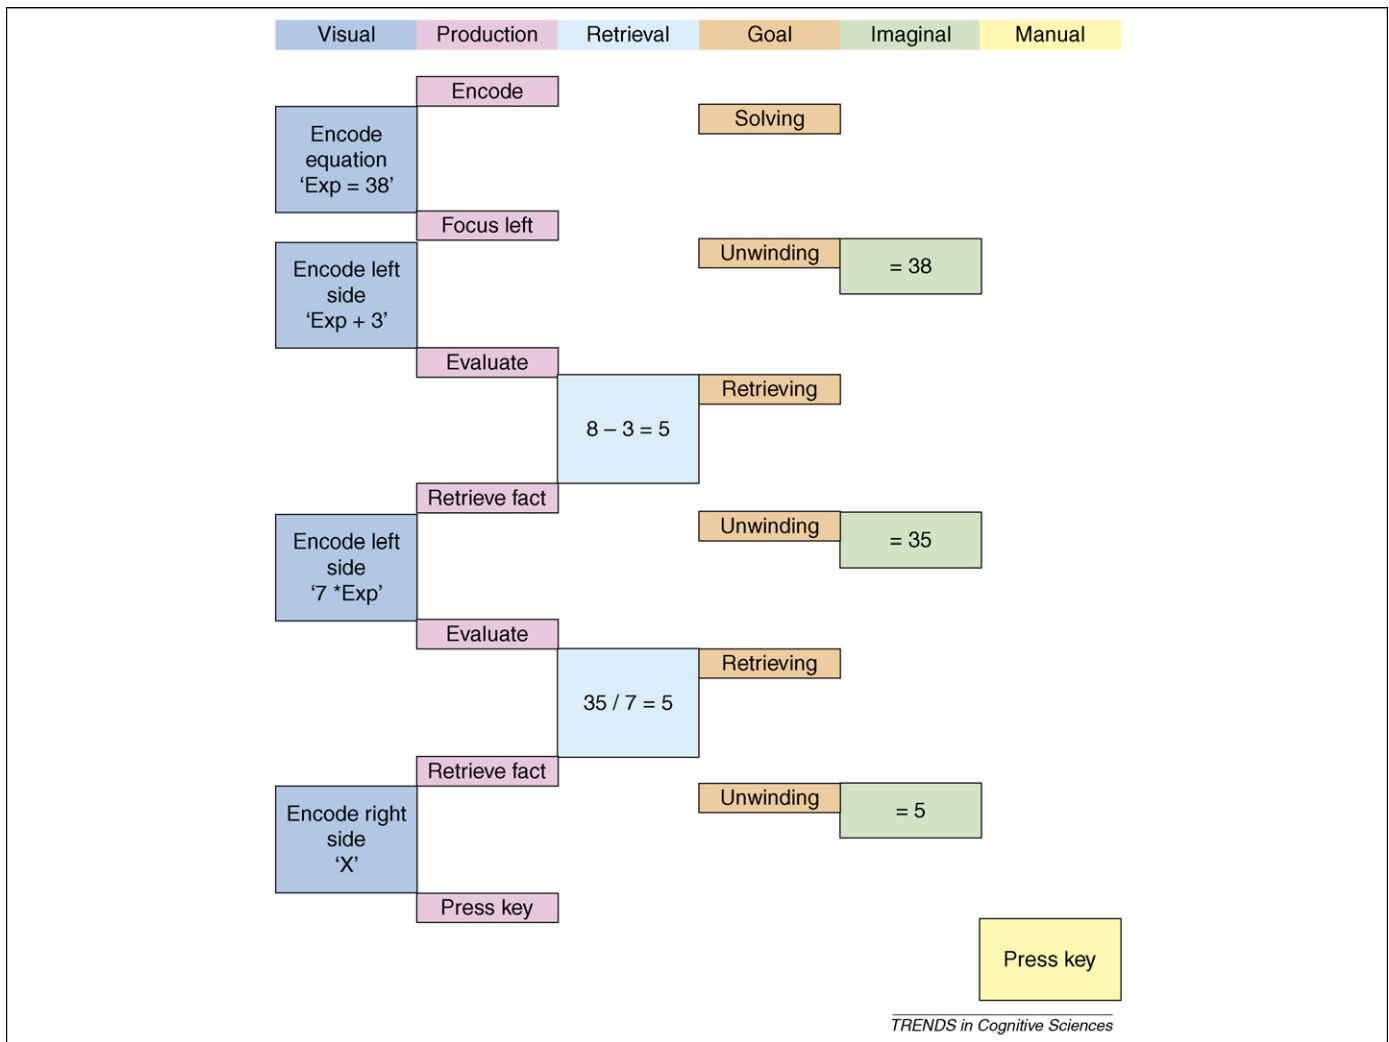 Visual Production Retrieval Goal Imaginal Manual
Encode
Solving
Encode
equation
‘Exp = 38’
Focus left
Unwinding
= 38
Encode left
side
‘Exp + 3’
Evaluate
Retrieving
8 – 3 = 5
Retrieve fact
Unwinding
= 35
Encode left
side
‘7 *Exp’
Evaluate
Retrieving
35 / 7 = 5
Retrieve fact
Unwinding
= 5
Encode right
side
‘X’
Press key
Press key
TRENDS in Cognitive Sciences